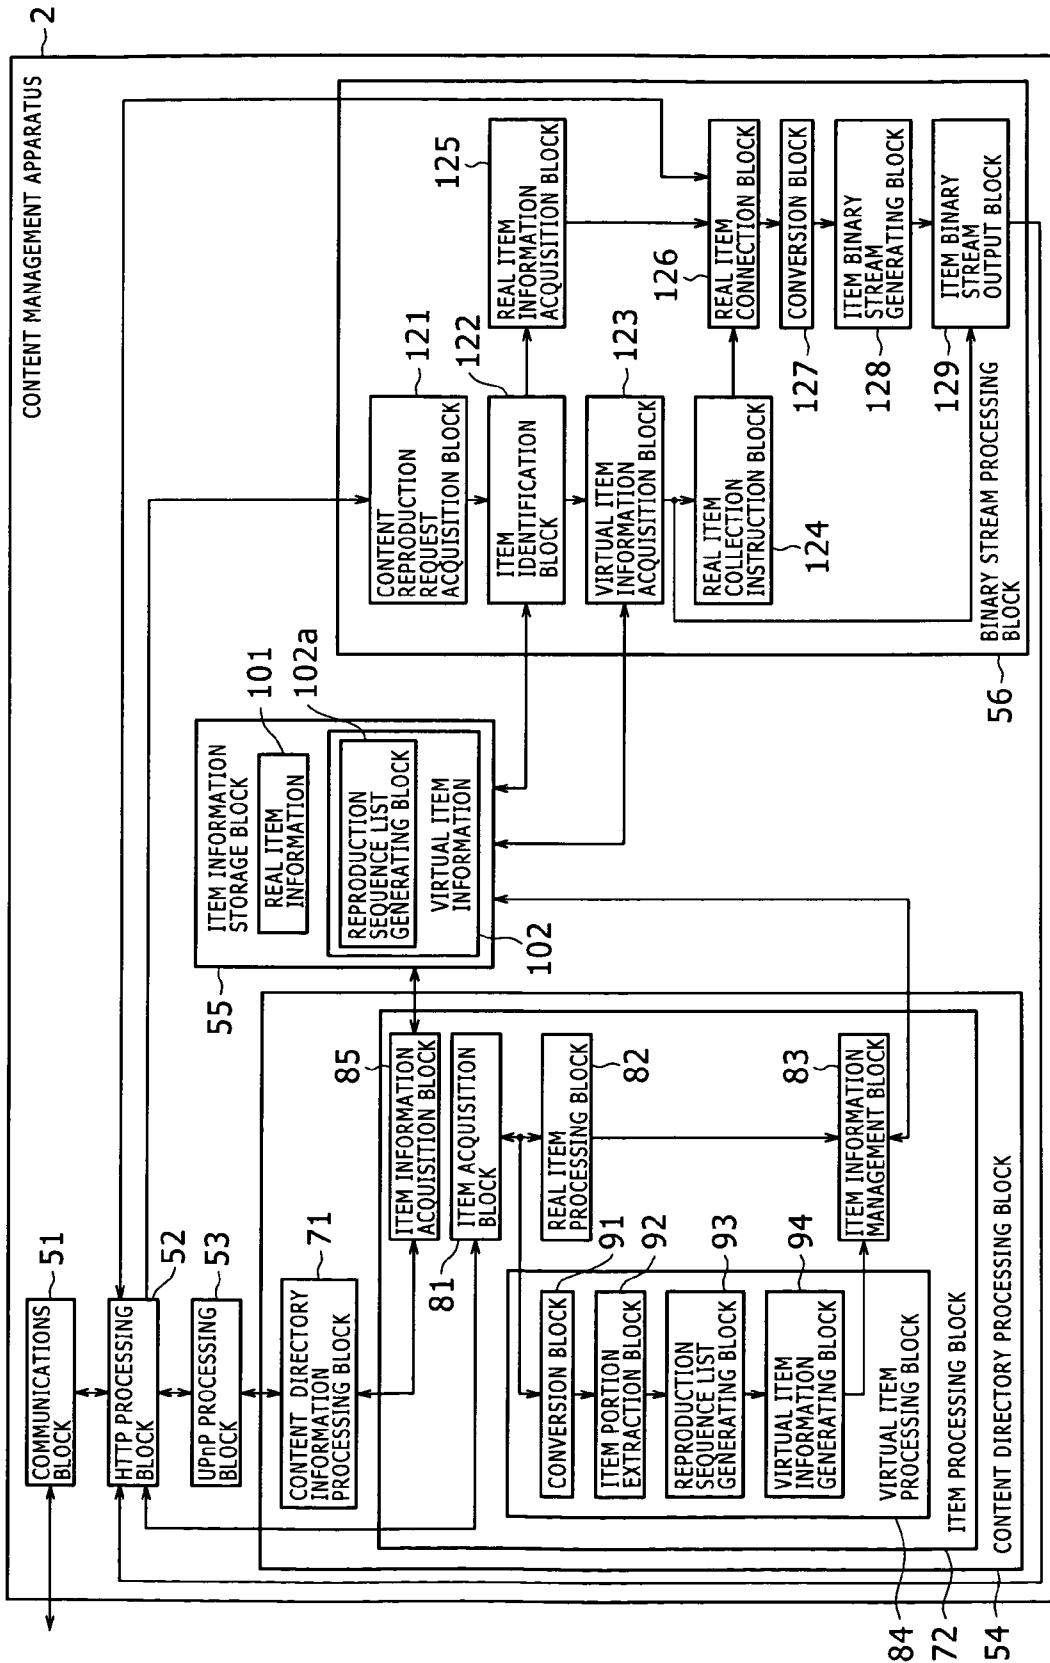 CONTENT MANAGEMENT APPARATUS
2
COMMUNICATIONS
BLOCK
51
HTTP PROCESSING
BLOCK
52
UPnP PROCESSING
BLOCK
53
CONTENT DIRECTORY
INFORMATION
PROCESSING BLOCK
71
ITEM INFORMATION
ACQUISITION BLOCK
85
ITEM ACQUISITION
BLOCK
81
REAL ITEM
PROCESSING BLOCK
82
ITEM INFORMATION
MANAGEMENT BLOCK
83
CONVERSION BLOCK
91
ITEM PORTION
EXTRACTION BLOCK
92
REPRODUCTION
SEQUENCE LIST
GENERATING BLOCK
93
VIRTUAL ITEM
INFORMATION
GENERATING BLOCK
94
VIRTUAL ITEM
PROCESSING BLOCK
84
ITEM PROCESSING BLOCK
72
CONTENT DIRECTORY PROCESSING BLOCK
54
ITEM INFORMATION
STORAGE BLOCK
55
REAL ITEM
INFORMATION
101
REPRODUCTION
SEQUENCE LIST
GENERATING BLOCK
102a
VIRTUAL ITEM
INFORMATION
102
CONTENT
REPRODUCTION
REQUEST
ACQUISITION BLOCK
121
ITEM
IDENTIFICATION
BLOCK
122
VIRTUAL ITEM
INFORMATION
ACQUISITION BLOCK
123
REAL ITEM
COLLECTION
INSTRUCTION BLOCK
124
REAL ITEM
INFORMATION
ACQUISITION BLOCK
125
REAL ITEM
CONNECTION BLOCK
126
CONVERSION BLOCK
127
ITEM BINARY
STREAM
GENERATING BLOCK
128
ITEM BINARY
STREAM
OUTPUT BLOCK
129
BINARY STREAM PROCESSING
BLOCK
56